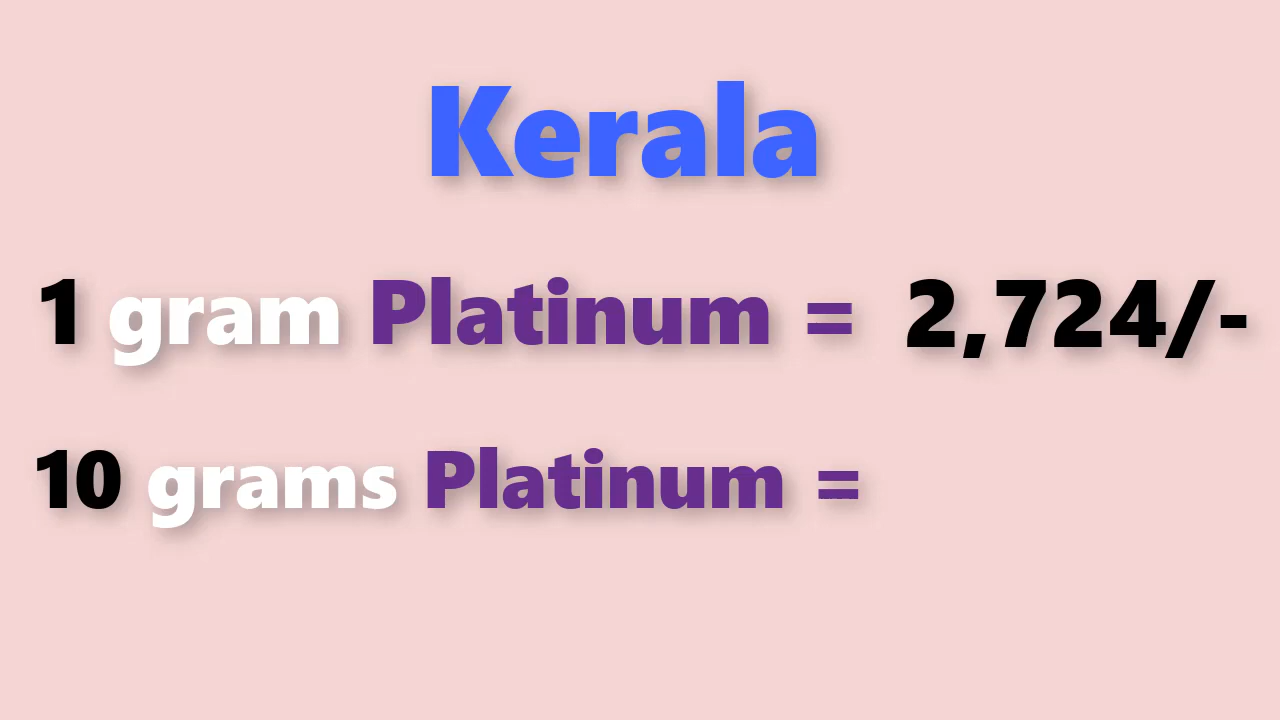 Kerala
1 gram Platinum = 2,724/-
10 grams Platinum =